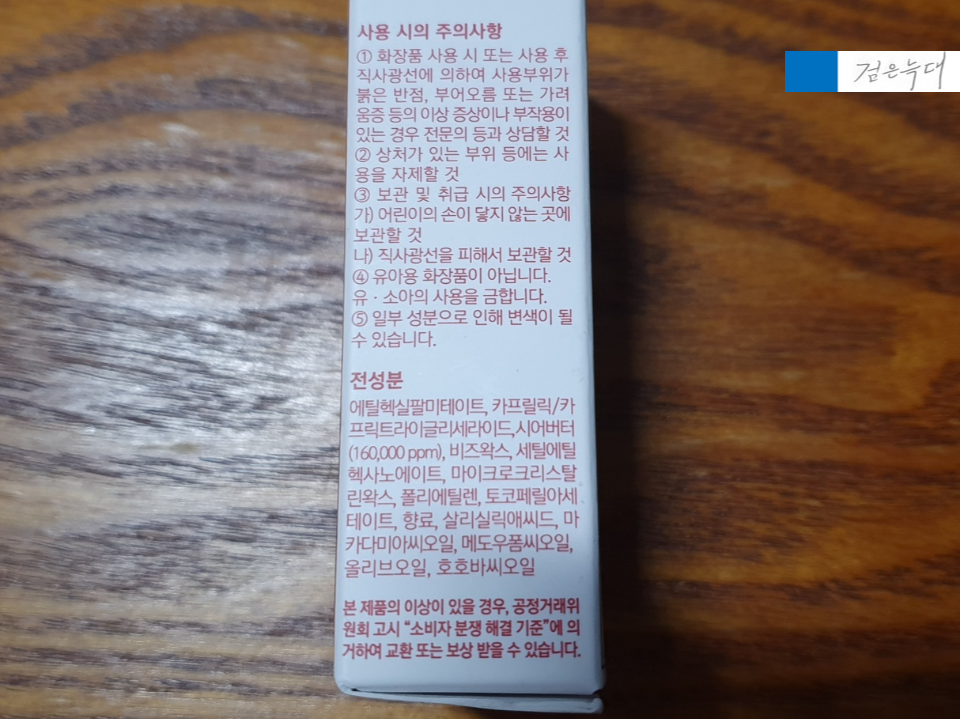 사용 시의 주의사항
① 화장품 사용 시 또는 사용 후
직사광선에 의하여 사용부위가
붉은 반점, 부어오름 또는 가려
움증 등의 이상 증상이나 부작용이
있는 경우 전문의 등과 상담할 것
② 상처가 있는 부위 등에는 사
용을 자제할 것
③ 보관 및 취급 시의 주의사항
가) 어린이의 손이 닿지 않는 곳에
보관할 것
나) 직사광선을 피해서 보관할 것
④ 유아용 화장품이 아닙니다.
유 · 소아의 사용을 금합니다.
⑤ 일부 성분으로 인해 변색이 될
수 있습니다.
전성분
에틸헥실팔미테이트, 카프릴릭/카
프릭트라이글리세라이드,시어버터
(160,000 ppm), 비즈왁스, 세틸에틸
헥사노에이트, 마이크로크리스탈
린왁스, 폴리에틸렌, 토코페릴아세
테이트, 향료, 살리실릭애씨드, 마
카다미아씨오일, 메도우폼씨오일,
올리브오일, 호호바씨오일
본 제품의 이상이 있을 경우, 공정거래위
원회 고시 “소비자 분쟁 해결 기준”에 의
거하여 교환 또는 보상 받을 수 있습니다.
검은늑대